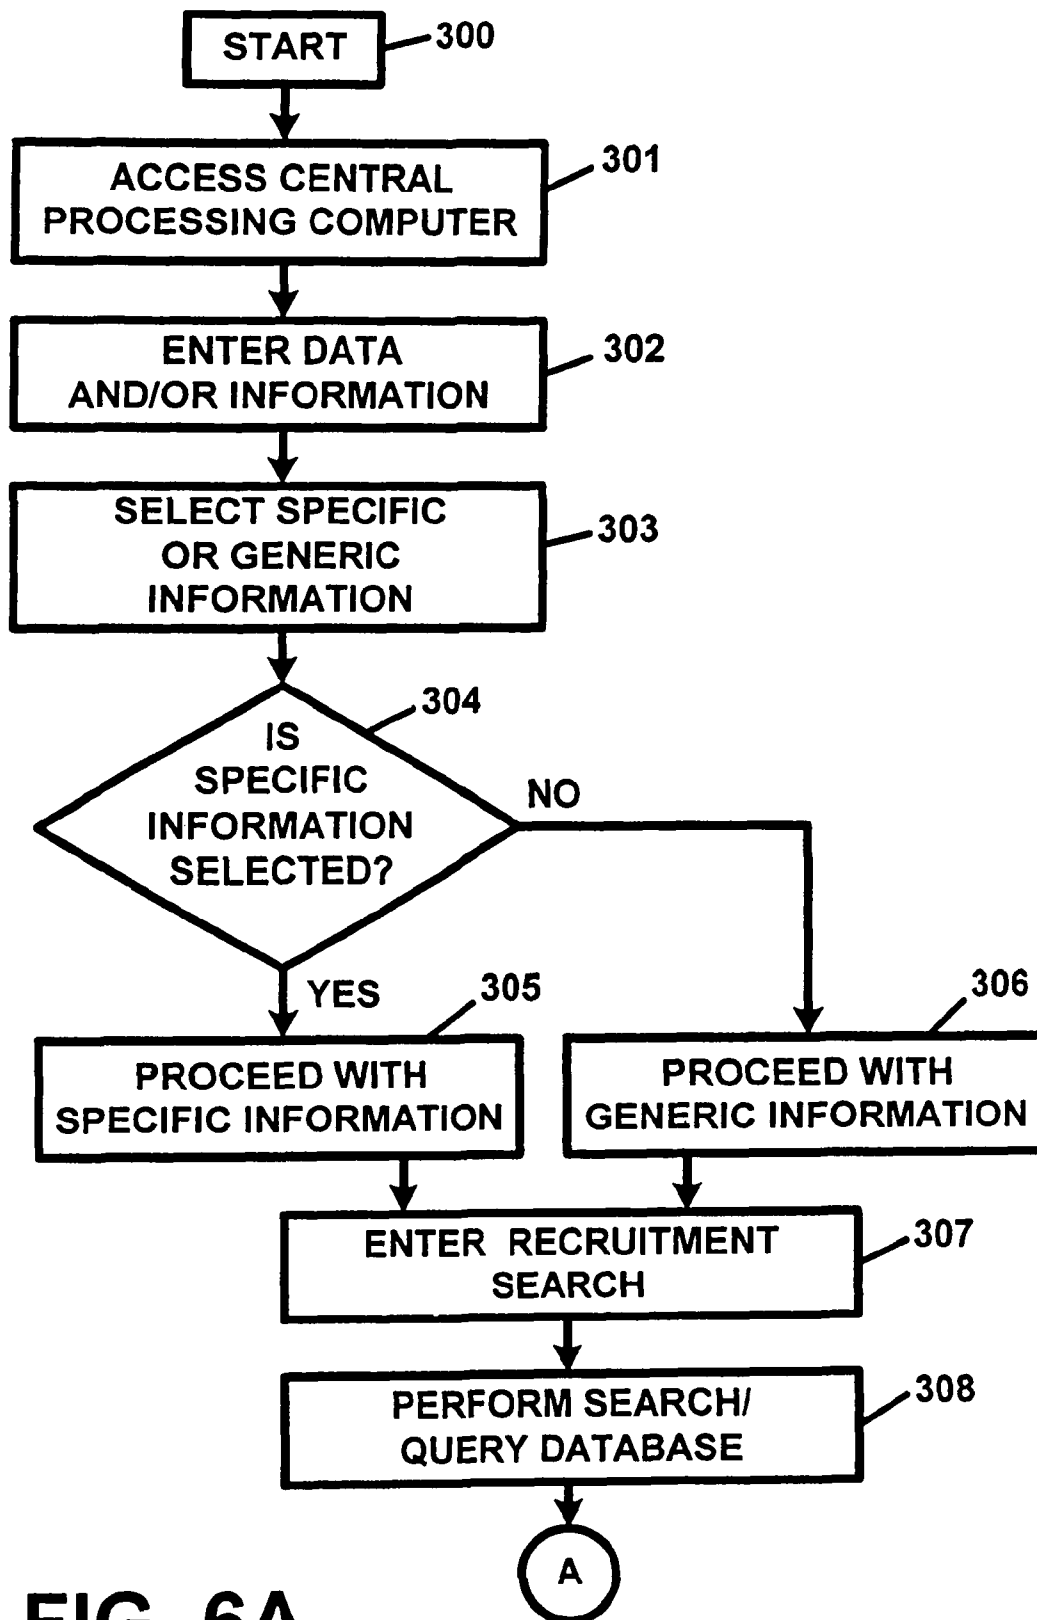 START
300
ACCESS CENTRAL
PROCESSING COMPUTER
301
ENTER DATA
AND/OR INFORMATION
302
SELECT SPECIFIC
OR GENERIC
INFORMATION
303
304
IS
SPECIFIC
INFORMATION
SELECTED?
NO
YES
305
306
PROCEED WITH
SPECIFIC INFORMATION
PROCEED WITH
GENERIC INFORMATION
ENTER RECRUITMENT
SEARCH
307
PERFORM SEARCH/
QUERY DATABASE
308
A
FIG. 6A